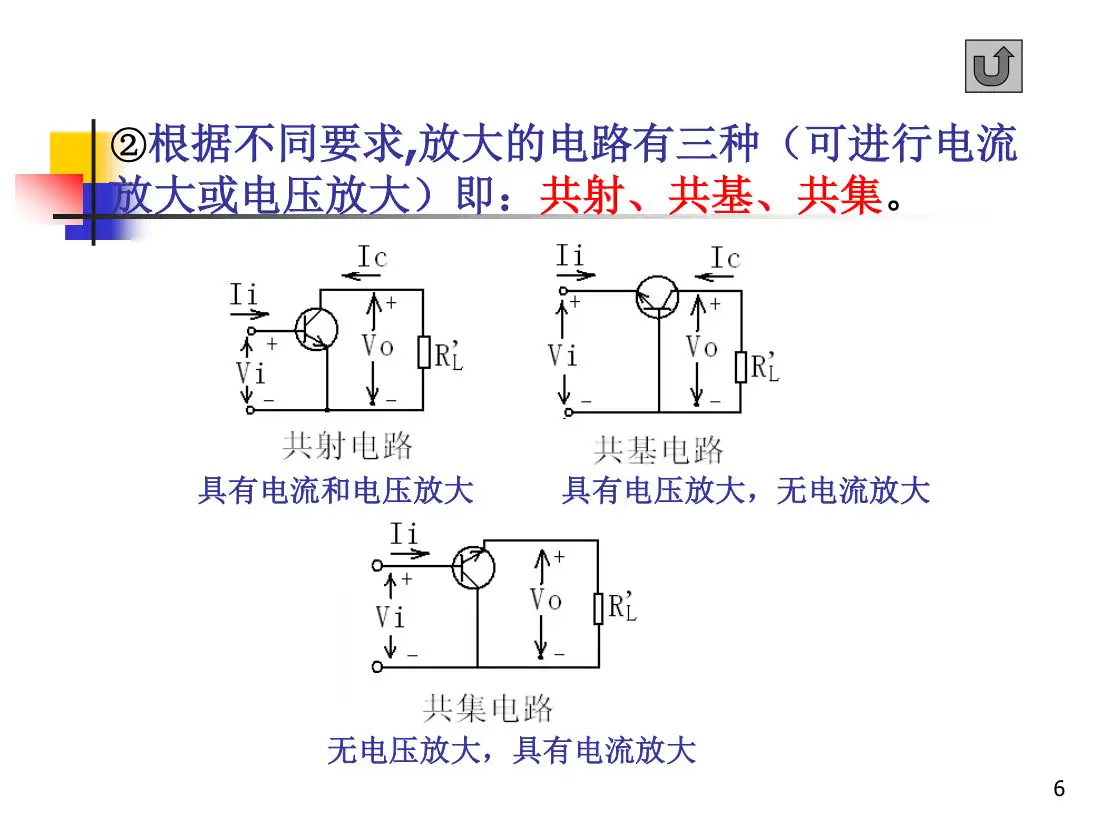 ②根据不同要求,放大的电路有三种（可进行电流
放大或电压放大）即：共射、共基、共集。
Ii
Ic
+
+
Vi
Vo
R'L
-
-
共射电路
具有电流和电压放大
Ii
Ic
+
+
Vi
Vo
R'L
-
-
共基电路
具有电压放大，无电流放大
Ii
+
+
Vi
Vo
R'L
-
-
共集电路
无电压放大，具有电流放大
6